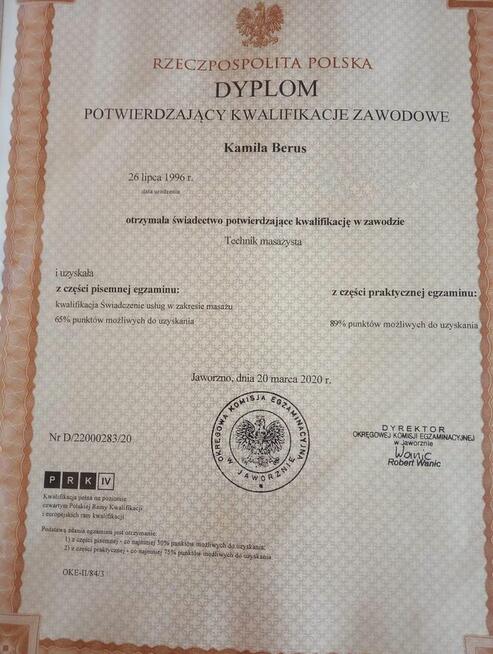 RZECZPOSPOLITA POLSKA
DYPLOM
POTWIERDZAJĄCY KWALIFIKACJE ZAWODOWE
Kamila Berus
26 lipca 1996 r.
data urodzenia
otrzymała świadectwo potwierdzające kwalifikację w zawodzie
Technik masażysta
i uzyskała
z części pisemnej egzaminu:
z części praktycznej egzaminu:
kwalifikacja Świadczenie usług w zakresie masażu
65% punktów możliwych do uzyskania
89% punktów możliwych do uzyskania
Jaworzno, dnia 20 marca 2020 r.
Nr D/22000283/20
OKRĘGOWA KOMISJA EGZAMINACYJNA
W JAWORZNIE
DYREKTOR
OKRĘGOWEJ KOMISJI EGZAMINACYJNEJ
w Jaworznie
Wanic
Robert Wanic
P R K IV
Kwalifikacja pełna na poziomie
czwartym Polskiej Ramy Kwalifikacji
i europejskich ram kwalifikacji
Podstawą zdania egzaminu jest otrzymanie:
1) z części pisemnej - co najmniej 50% punktów możliwych do uzyskania;
2) z części praktycznej - co najmniej 75% punktów możliwych do uzyskania
OKE-II/84/3